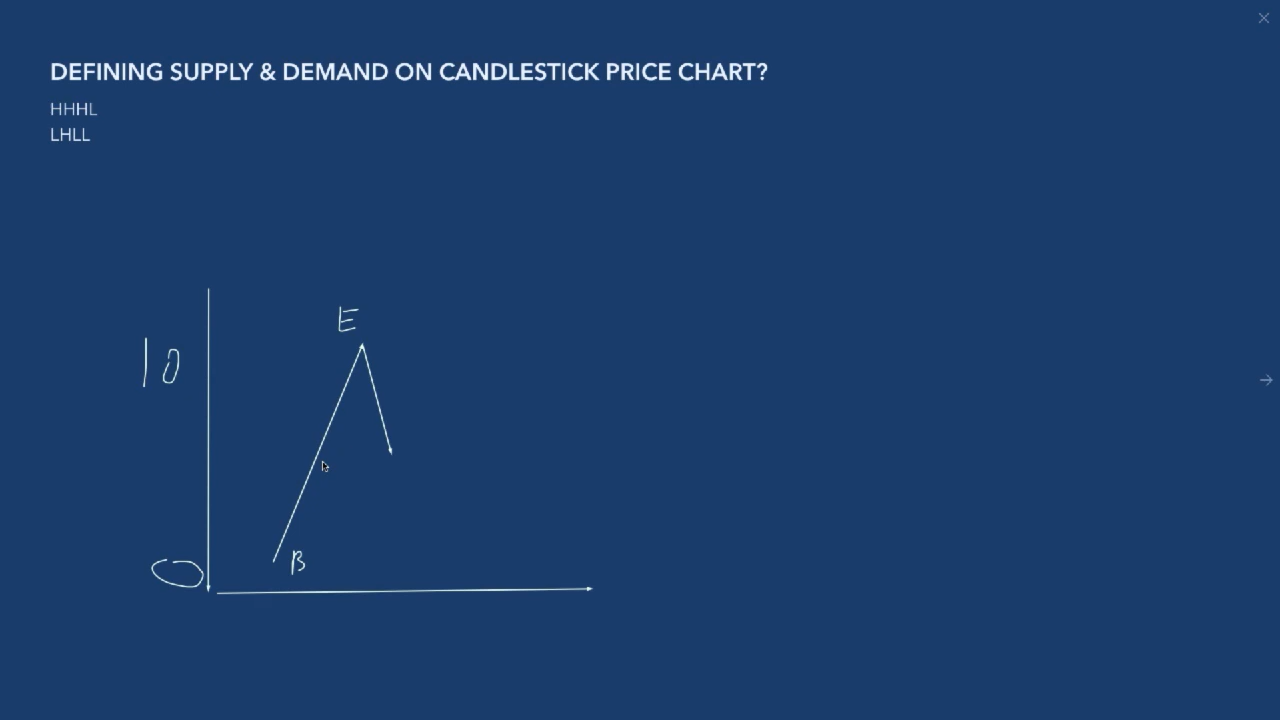 DEFINING SUPPLY & DEMAND ON CANDLESTICK PRICE CHART?
HHHL
LHLL
E
10
B
0